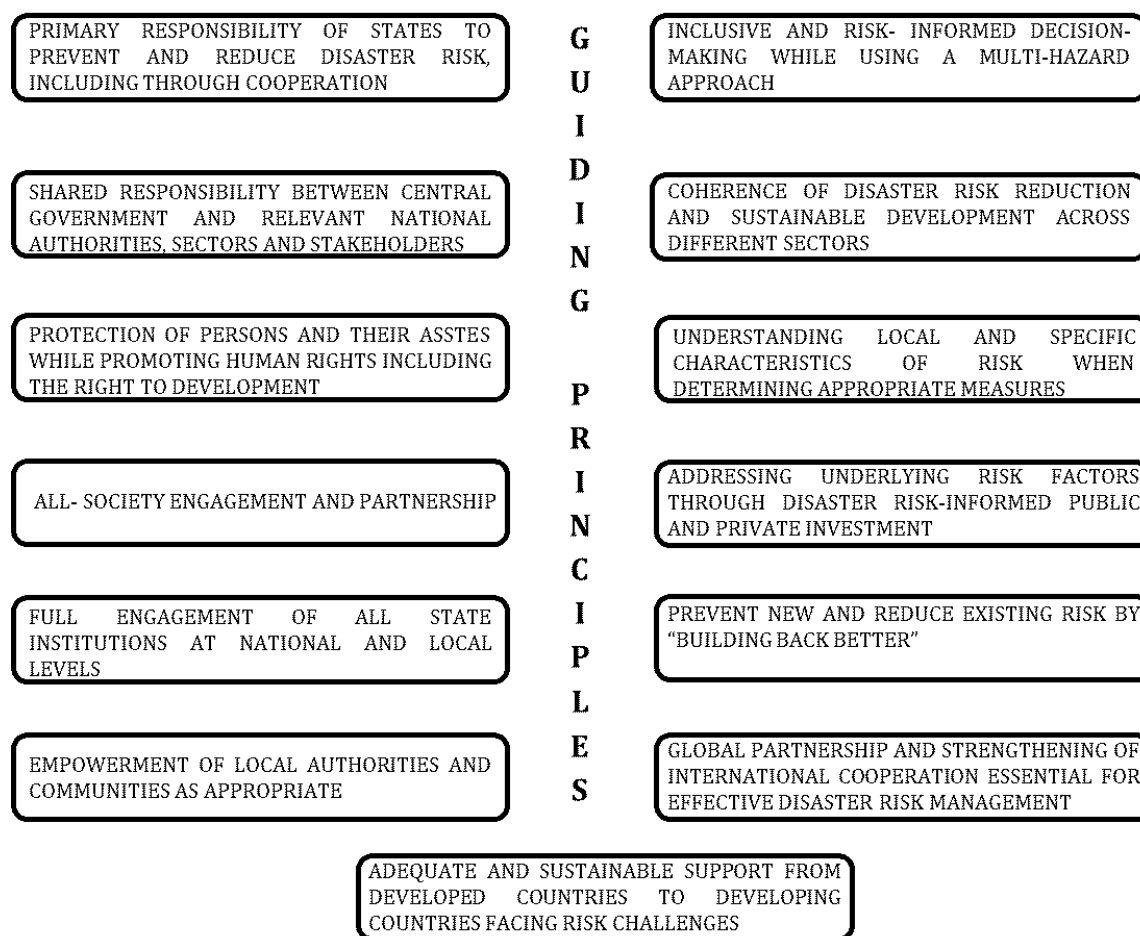 PRIMARY RESPONSIBILITY OF STATES TO
PREVENT AND REDUCE DISASTER RISK,
INCLUDING THROUGH COOPERATION
SHARED RESPONSIBILITY BETWEEN CENTRAL
GOVERNMENT AND RELEVANT NATIONAL
AUTHORITIES, SECTORS AND STAKEHOLDERS
PROTECTION OF PERSONS AND THEIR ASSTES
WHILE PROMOTING HUMAN RIGHTS INCLUDING
THE RIGHT TO DEVELOPMENT
ALL- SOCIETY ENGAGEMENT AND PARTNERSHIP
FULL ENGAGEMENT OF ALL STATE
INSTITUTIONS AT NATIONAL AND LOCAL
LEVELS
EMPOWERMENT OF LOCAL AUTHORITIES AND
COMMUNITIES AS APPROPRIATE
GUIDING PRINCIPLES
INCLUSIVE AND RISK- INFORMED DECISION-
MAKING WHILE USING A MULTI-HAZARD
APPROACH
COHERENCE OF DISASTER RISK REDUCTION
AND SUSTAINABLE DEVELOPMENT ACROSS
DIFFERENT SECTORS
UNDERSTANDING LOCAL AND SPECIFIC
CHARACTERISTICS OF RISK WHEN
DETERMINING APPROPRIATE MEASURES
ADDRESSING UNDERLYING RISK FACTORS
THROUGH DISASTER RISK-INFORMED PUBLIC
AND PRIVATE INVESTMENT
PREVENT NEW AND REDUCE EXISTING RISK BY
“BUILDING BACK BETTER”
GLOBAL PARTNERSHIP AND STRENGTHENING OF
INTERNATIONAL COOPERATION ESSENTIAL FOR
EFFECTIVE DISASTER RISK MANAGEMENT
ADEQUATE AND SUSTAINABLE SUPPORT FROM
DEVELOPED COUNTRIES TO DEVELOPING
COUNTRIES FACING RISK CHALLENGES